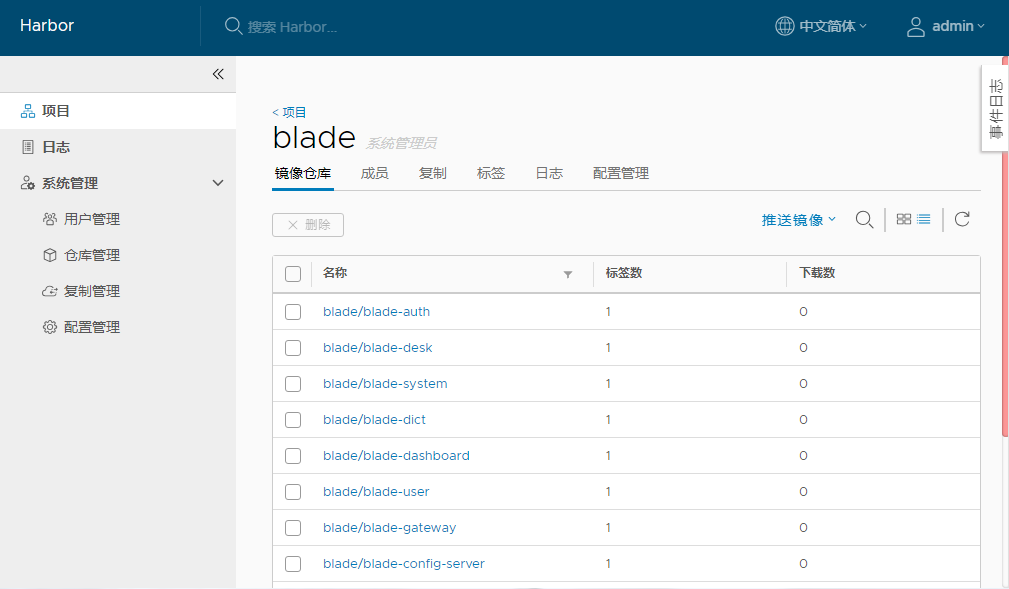 Harbor
搜索 Harbor...
中文简体
admin
事件日志
项目
日志
系统管理
用户管理
仓库管理
复制管理
配置管理
< 项目
blade 系统管理员
镜像仓库 成员 复制 标签 日志 配置管理
× 删除
推送镜像
名称 标签数 下载数
blade/blade-auth 1 0
blade/blade-desk 1 0
blade/blade-system 1 0
blade/blade-dict 1 0
blade/blade-dashboard 1 0
blade/blade-user 1 0
blade/blade-gateway 1 0
blade/blade-config-server 1 0